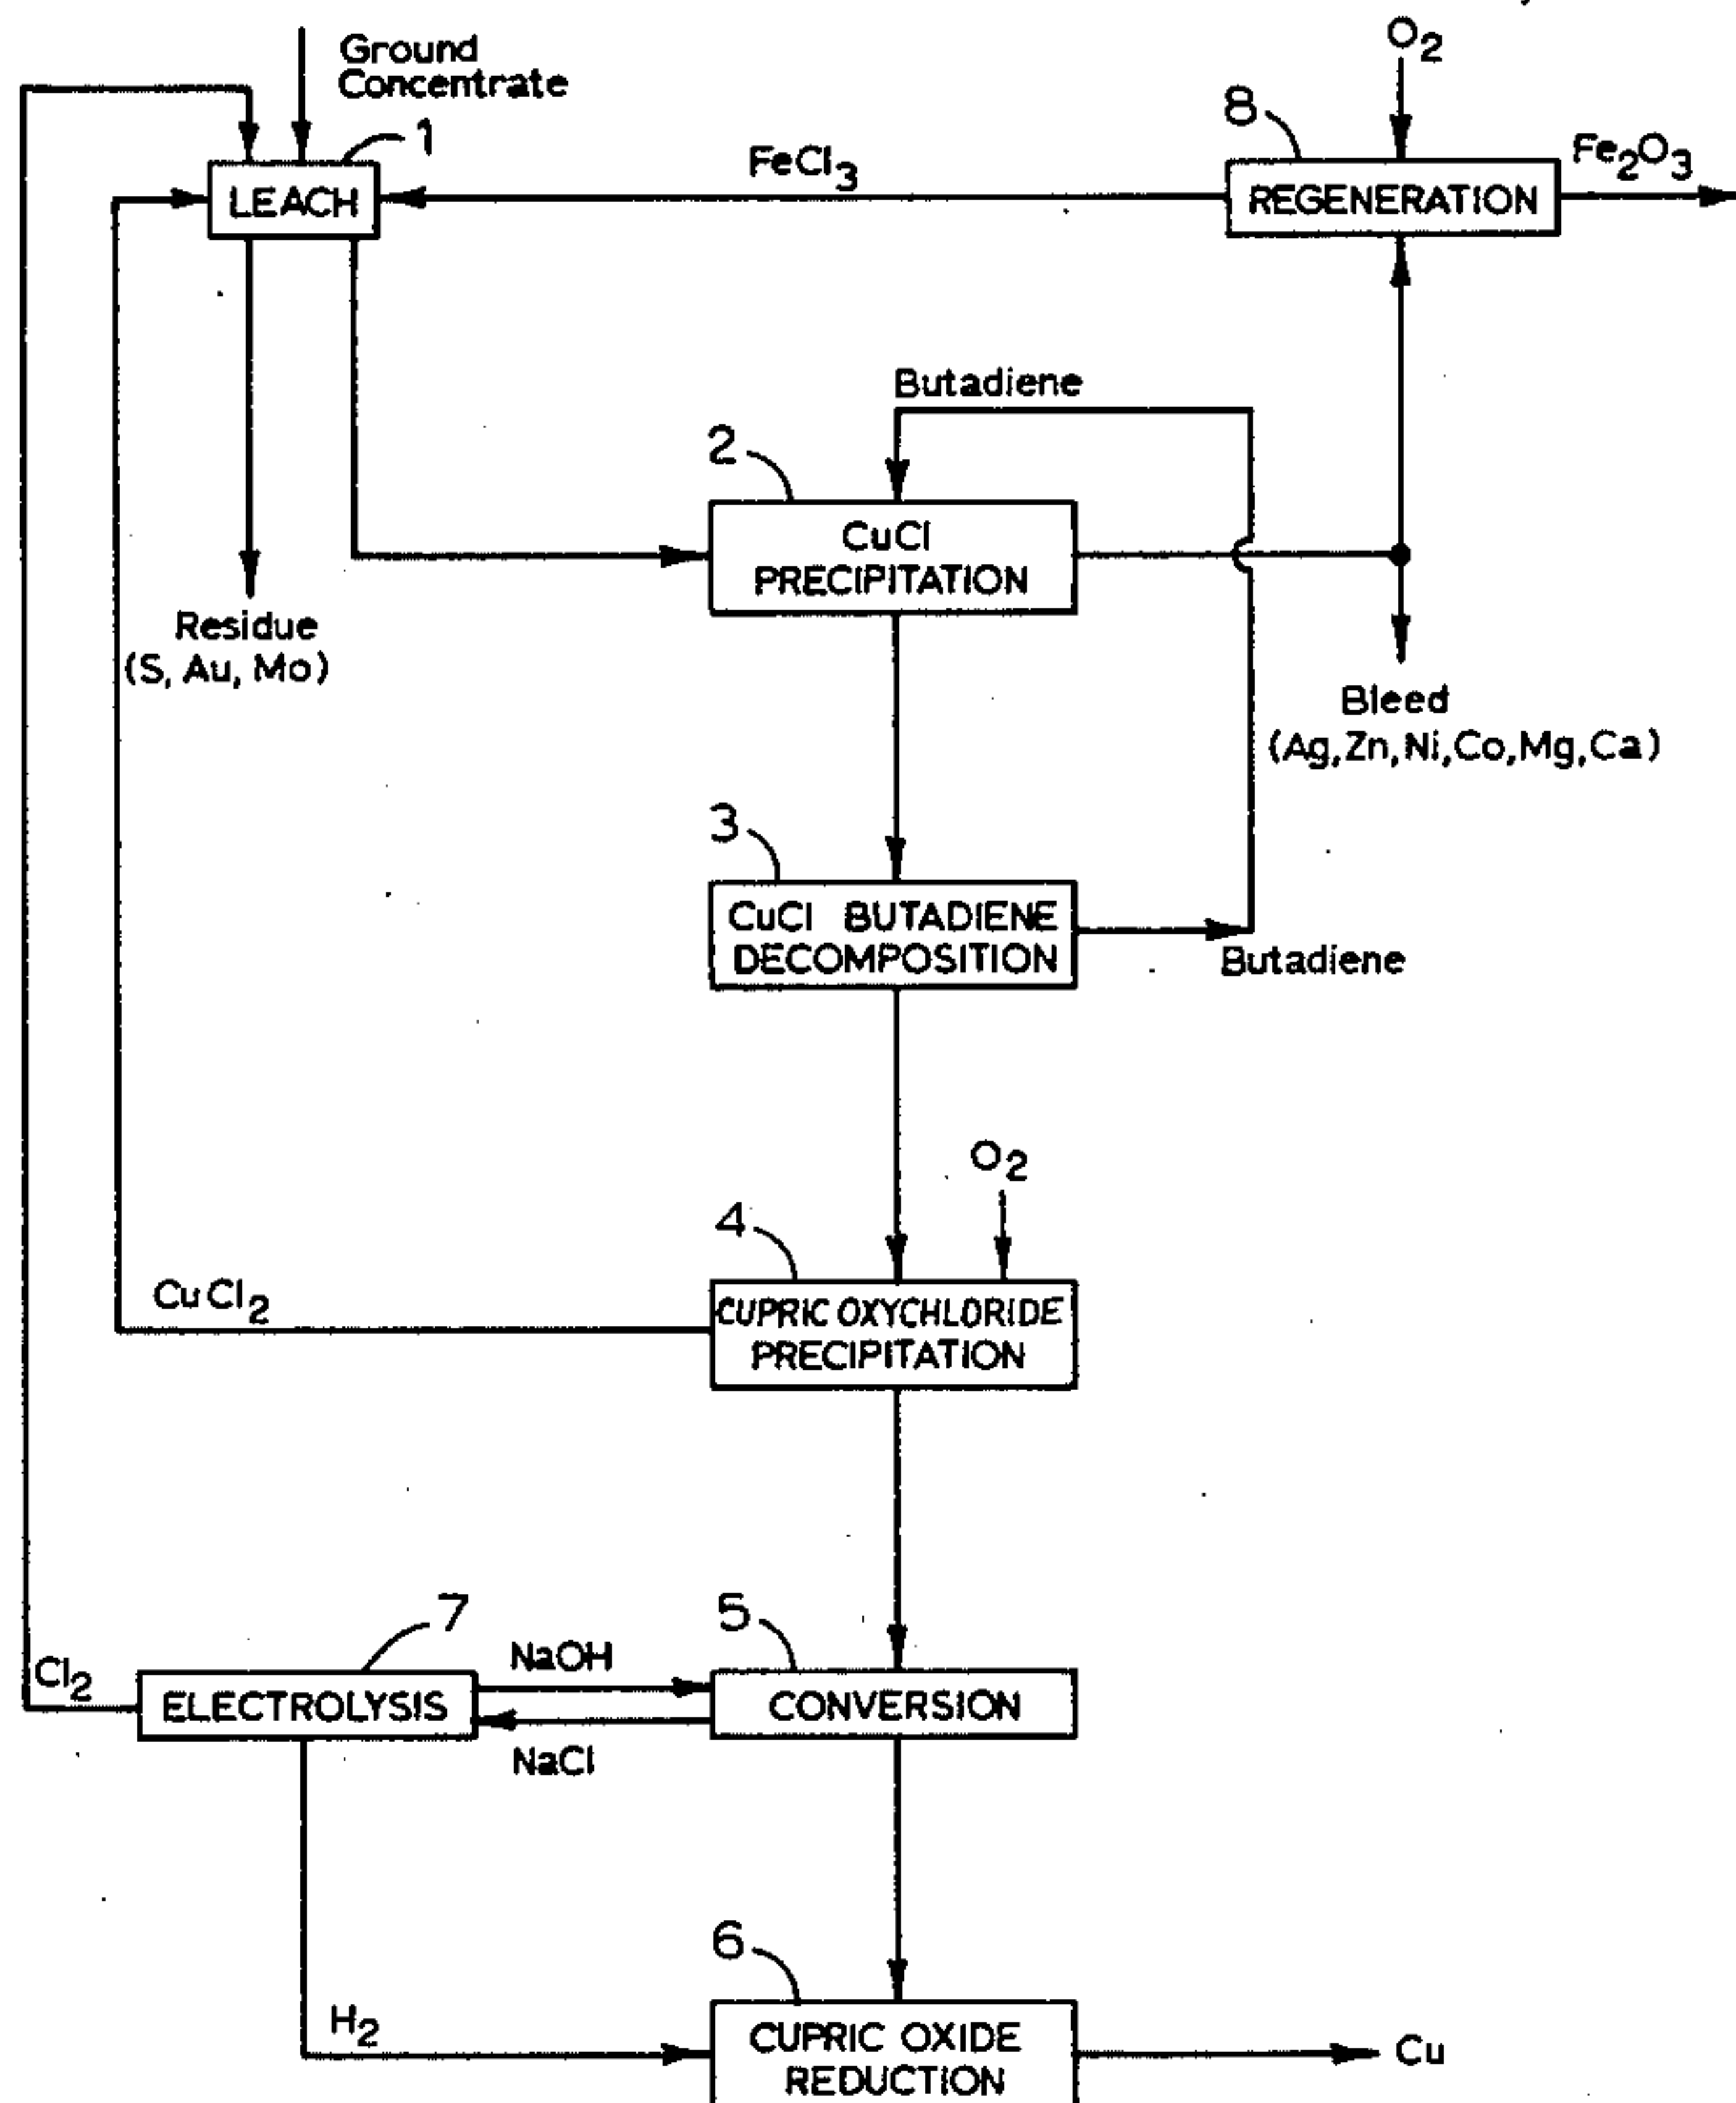 O₂
Ground
Concentrate
1
8
FeCl₃
Fe₂O₃
LEACH
REGENERATION
Butadiene
2
CuCl
PRECIPITATION
Residue
(S, Au, Mo)
Bleed
(Ag,Zn,Ni,Co,Mg,Ca)
3
CuCl BUTADIENE
DECOMPOSITION
Butadiene
O₂
4
CuCl₂
CUPRIC OXYCHLORIDE
PRECIPITATION
7
5
NaOH
Cl₂
ELECTROLYSIS
CONVERSION
NaCl
6
H₂
CUPRIC OXIDE
REDUCTION
Cu